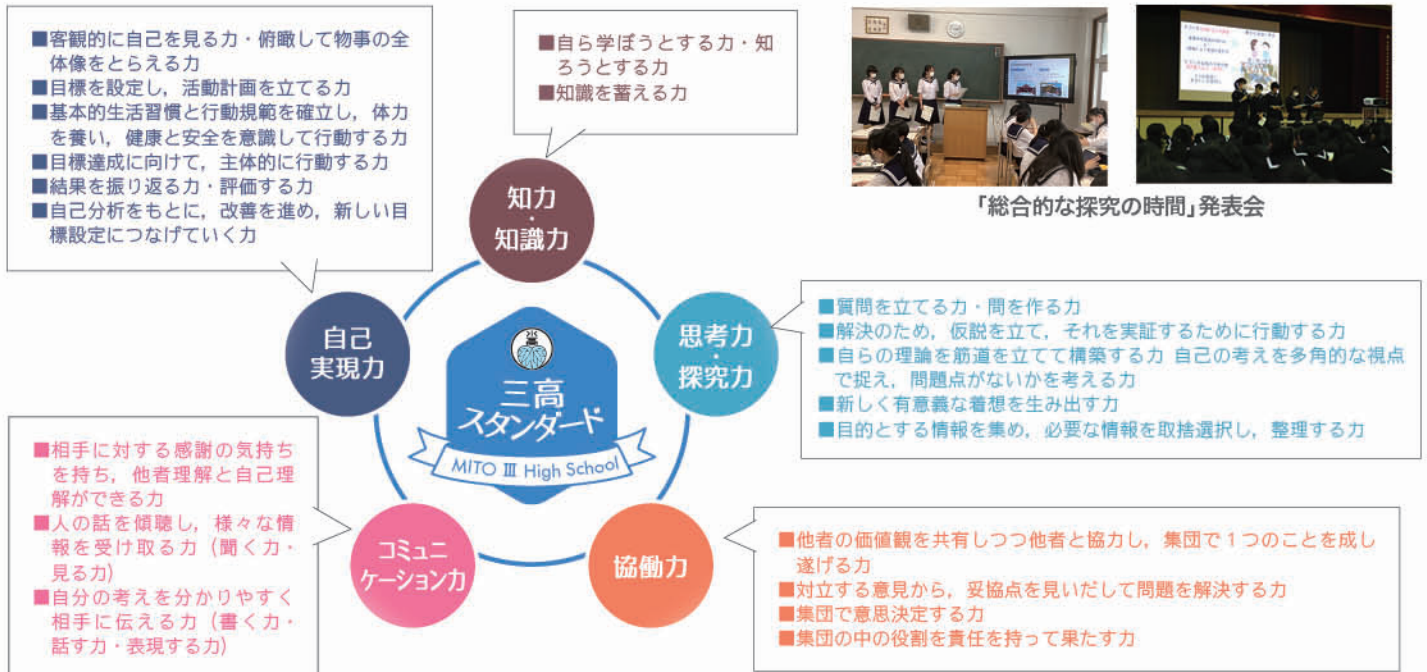 ■客観的に自己を見る力・俯瞰して物事の全
体像をとらえる力
■目標を設定し，活動計画を立てる力
■基本的生活習慣と行動規範を確立し，体力
を養い，健康と安全を意識して行動する力
■目標達成に向けて，主体的に行動する力
■結果を振り返る力・評価する力
■自己分析をもとに，改善を進め，新しい目
標設定につなげていく力
■自ら学ぼうとする力・知
ろうとする力
■知識を蓄える力
「総合的な探究の時間」発表会
知力
・
知識力
自己
実現力
思考力
・
探究力
三高
スタンダード
MITO Ⅲ High School
■質問を立てる力・問を作る力
■解決のため，仮説を立て，それを実証するために行動する力
■自らの理論を筋道を立てて構築する力 自己の考えを多角的な視点
で捉え，問題点がないかを考える力
■新しく有意義な着想を生み出す力
■目的とする情報を集め，必要な情報を取捨選択し，整理する力
■相手に対する感謝の気持ち
を持ち，他者理解と自己理
解ができる力
■人の話を傾聴し，様々な情
報を受け取る力（聞く力・
見る力）
■自分の考えを分かりやすく
相手に伝える力（書く力・
話す力・表現する力）
コミュニ
ケーション力
協働力
■他者の価値観を共有しつつ他者と協力し，集団で１つのことを成し
遂げる力
■対立する意見から，妥協点を見いだして問題を解決する力
■集団で意思決定する力
■集団の中の役割を責任を持って果たす力